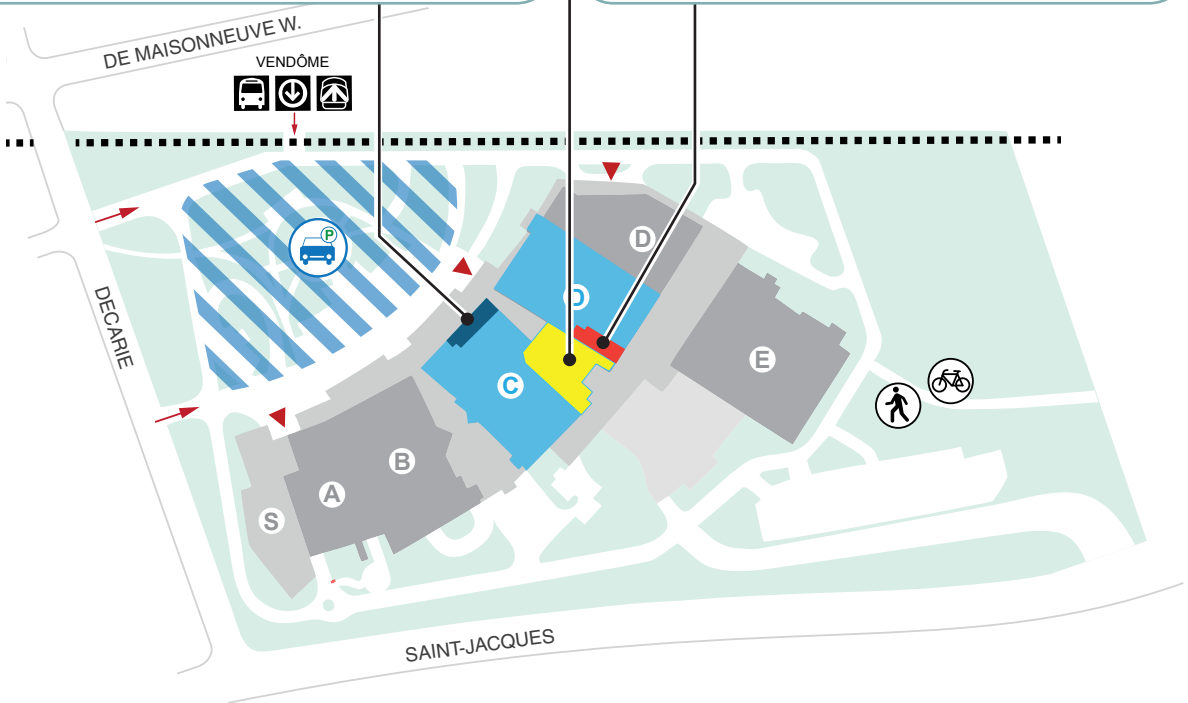 DE MAISONNEUVE W.
VENDÔME
P
D
D
DECARIE
E
C
B
A
S
SAINT-JACQUES